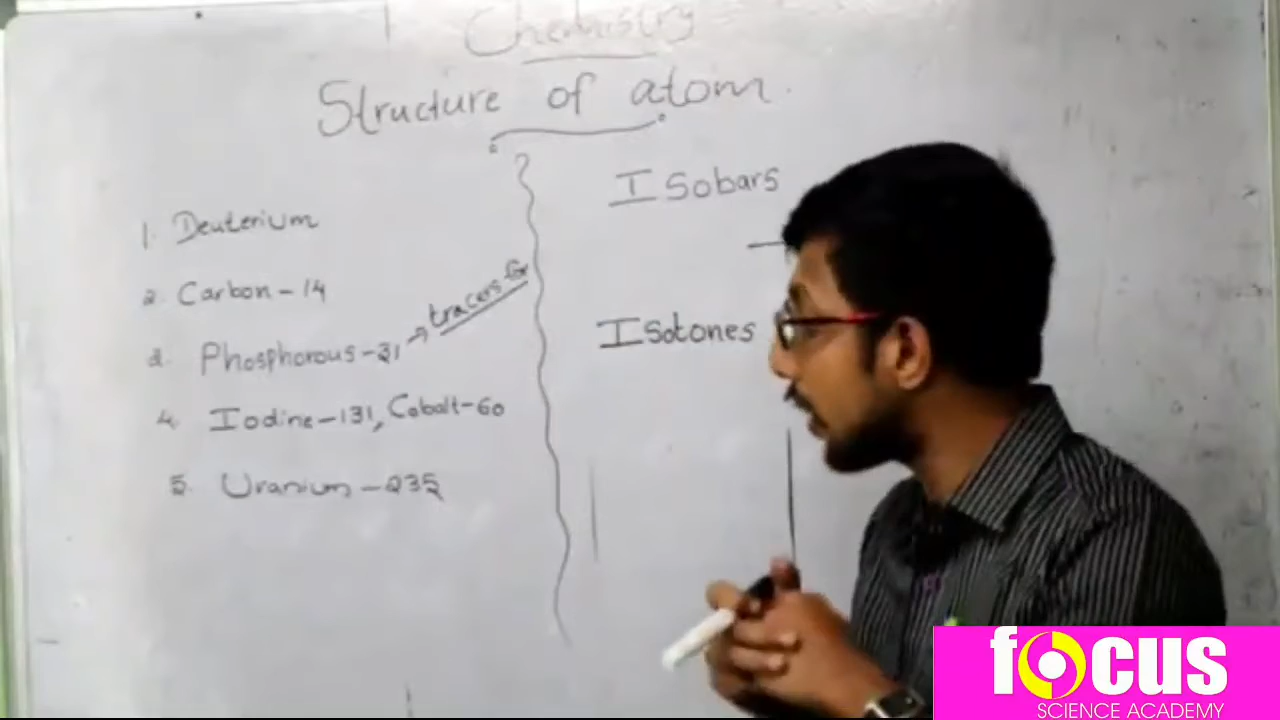 Chemistry
Structure of atom.
1. Deuterium
2. Carbon-14
3. Phosphorous-31 → tracers for
4. Iodine-131, Cobalt-60
5. Uranium-235
Isobars
Isotones
focus
SCIENCE ACADEMY